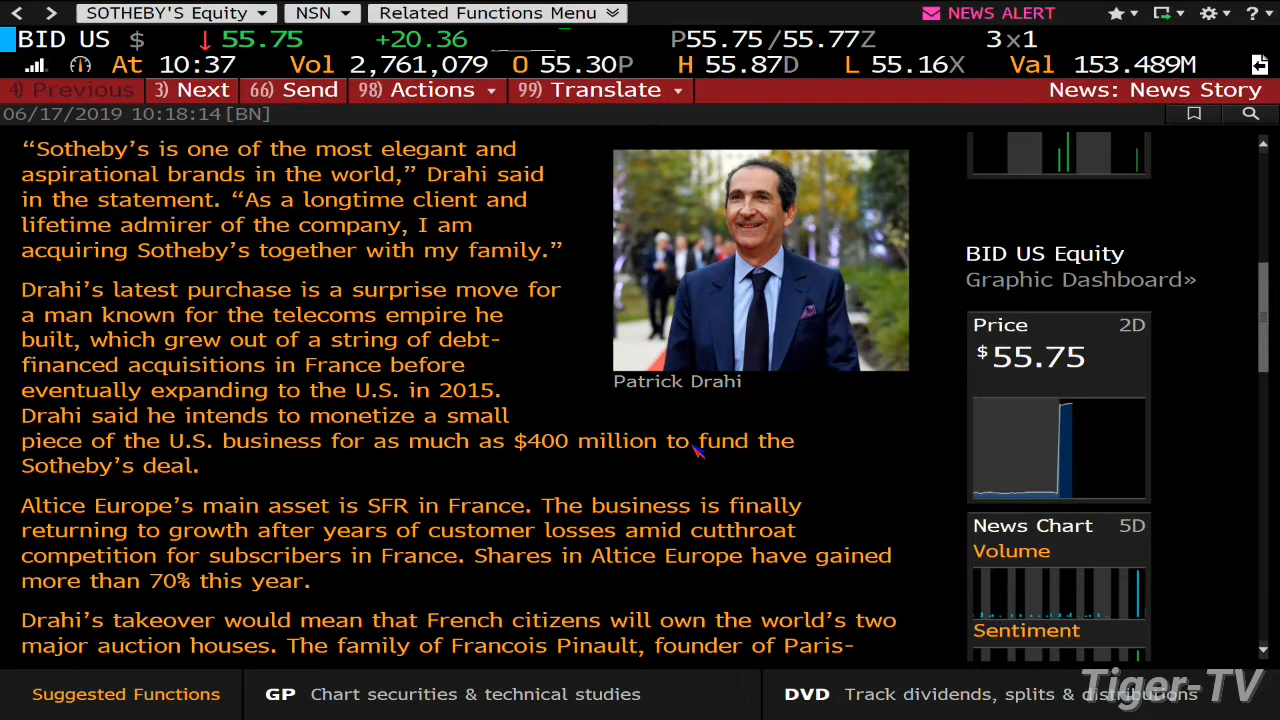 SOTHEBY'S Equity
NSN
Related Functions Menu
NEWS ALERT
?
BID US $ ↓ 55.75 +20.36 P55.75/55.77Z 3x1
At 10:37 Vol 2,761,079 O 55.30P H 55.87D L 55.16X Val 153.489M
4) Previous 3) Next 66) Send 98) Actions 99) Translate News: News Story
06/17/2019 10:18:14 [BN]
“Sotheby’s is one of the most elegant and
aspirational brands in the world,” Drahi said
in the statement. “As a longtime client and
lifetime admirer of the company, I am
acquiring Sotheby’s together with my family.”
Drahi’s latest purchase is a surprise move for
a man known for the telecoms empire he
built, which grew out of a string of debt-
financed acquisitions in France before
eventually expanding to the U.S. in 2015.
Drahi said he intends to monetize a small
piece of the U.S. business for as much as $400 million to fund the
Sotheby’s deal.
Altice Europe’s main asset is SFR in France. The business is finally
returning to growth after years of customer losses amid cutthroat
competition for subscribers in France. Shares in Altice Europe have gained
more than 70% this year.
Drahi’s takeover would mean that French citizens will own the world’s two
major auction houses. The family of Francois Pinault, founder of Paris-
Patrick Drahi
BID US Equity
Graphic Dashboard»
Price 2D
$55.75
News Chart 5D
Volume
Sentiment
Suggested Functions GP Chart securities & technical studies DVD Track dividends, splits & distributions
Tiger-TV